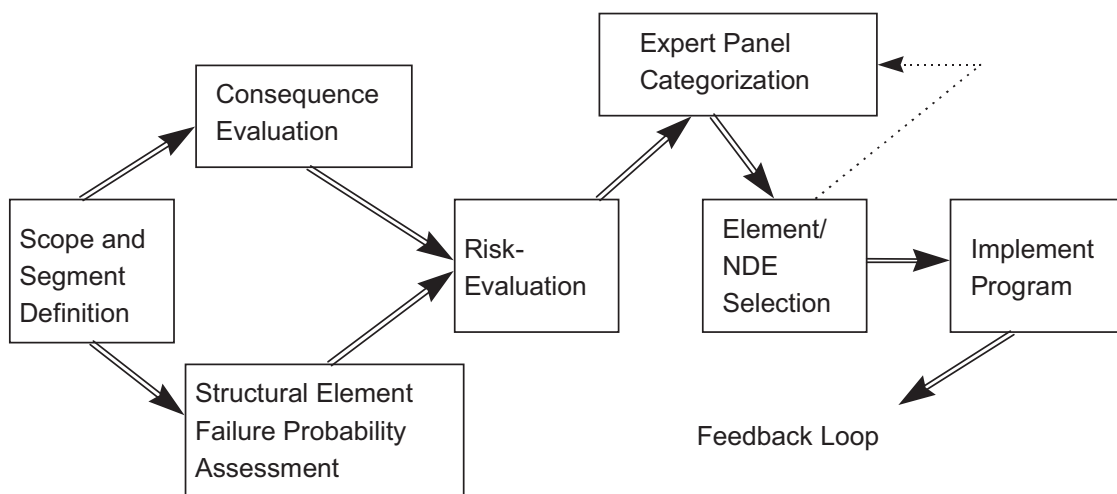 Expert Panel
Categorization
Consequence
Evaluation
Scope and
Segment
Definition
Risk-
Evaluation
Element/
NDE
Selection
Implement
Program
Structural Element
Failure Probability
Assessment
Feedback Loop